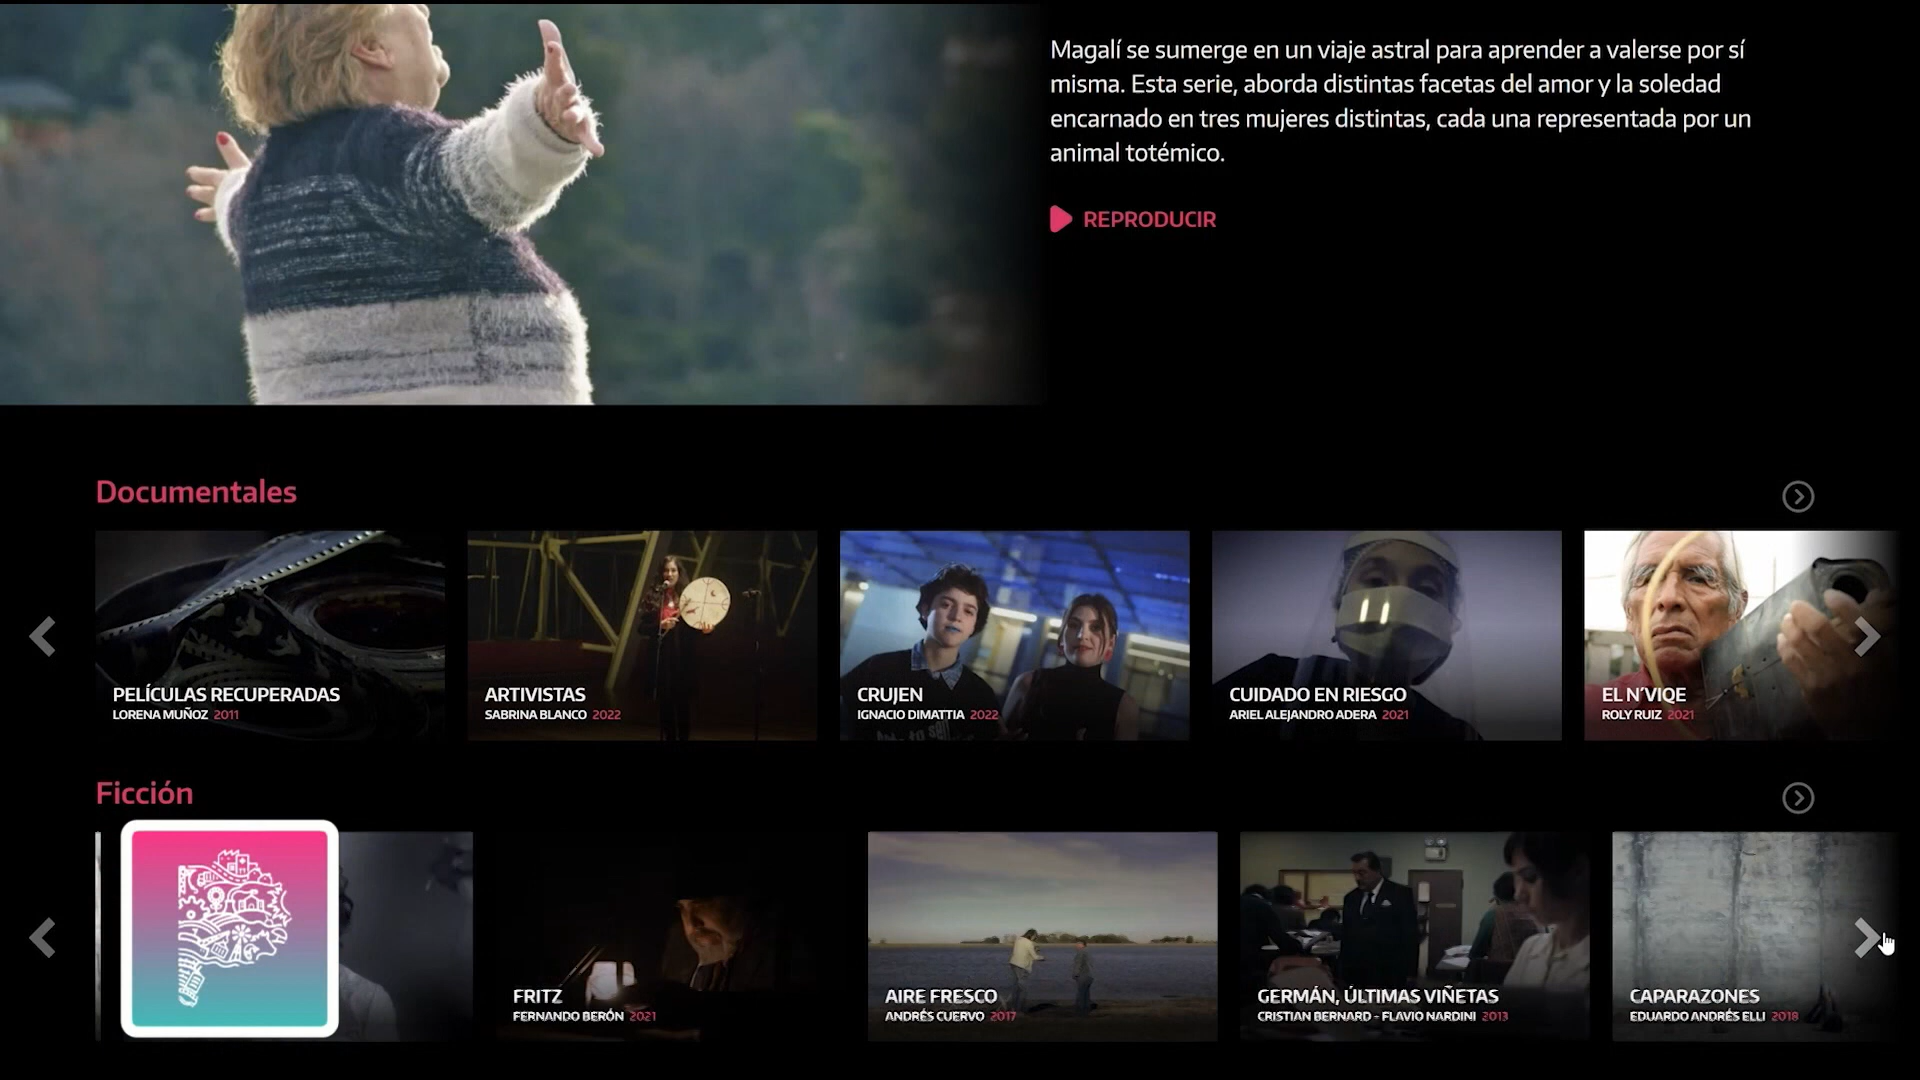 Magalí se sumerge en un viaje astral para aprender a valerse por sí
misma. Esta serie, aborda distintas facetas del amor y la soledad
encarnado en tres mujeres distintas, cada una representada por un
animal totémico.
REPRODUCIR
Documentales
PELÍCULAS RECUPERADAS
LORENA MUÑOZ 2011
ARTIVISTAS
SABRINA BLANCO 2022
CRUJEN
IGNACIO DIMATTIA 2022
CUIDADO EN RIESGO
ARIEL ALEJANDRO ADERA 2021
EL N´VIQE
ROLY RUIZ 2021
Ficción
FRITZ
FERNANDO BERÓN 2021
AIRE FRESCO
ANDRÉS CUERVO 2017
GERMÁN, ÚLTIMAS VIÑETAS
CRISTIAN BERNARD - FLAVIO NARDINI 2013
CAPARAZONES
EDUARDO ANDRÉS ELLI 2018